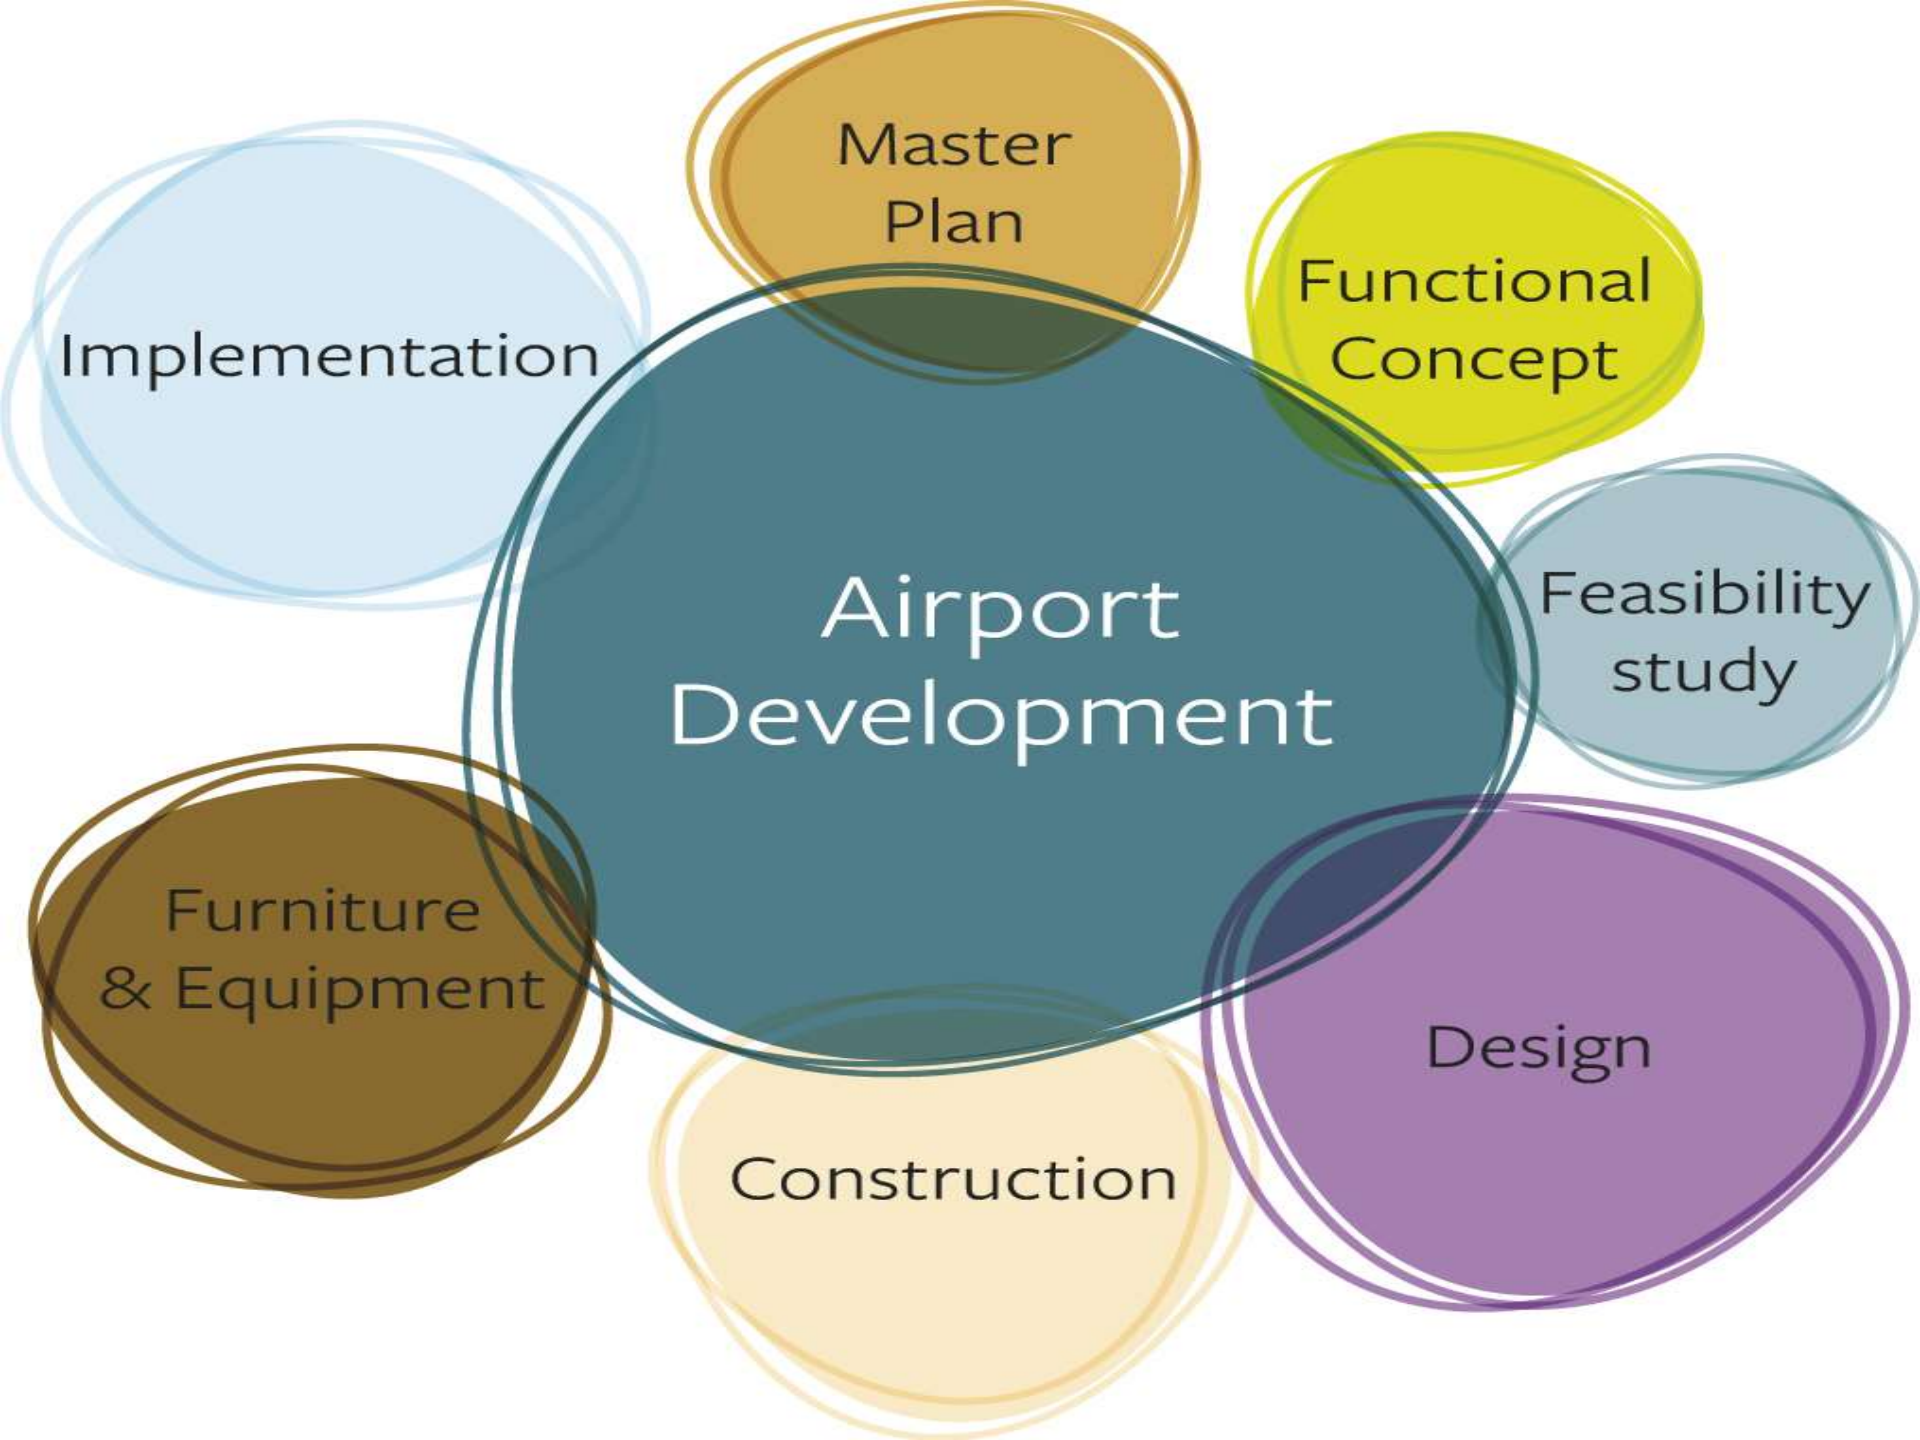 Master
Plan
Functional
Concept
Implementation
Feasibility
study
Airport
Development
Furniture
& Equipment
Design
Construction